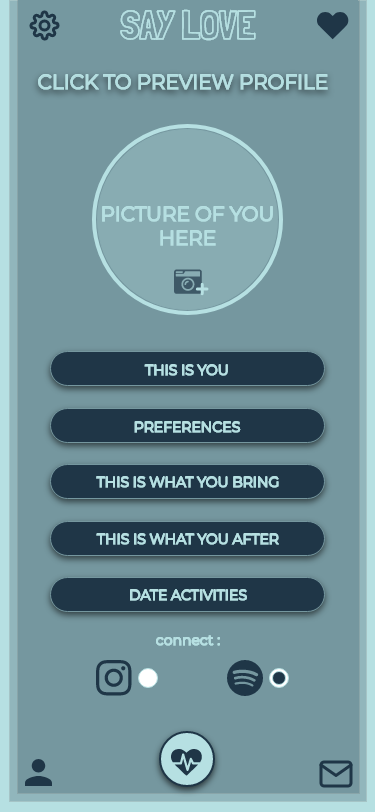 SAY LOVE
CLICK TO PREVIEW PROFILE
PICTURE OF YOU
HERE
THIS IS YOU
PREFERENCES
THIS IS WHAT YOU BRING
THIS IS WHAT YOU AFTER
DATE ACTIVITIES
connect :